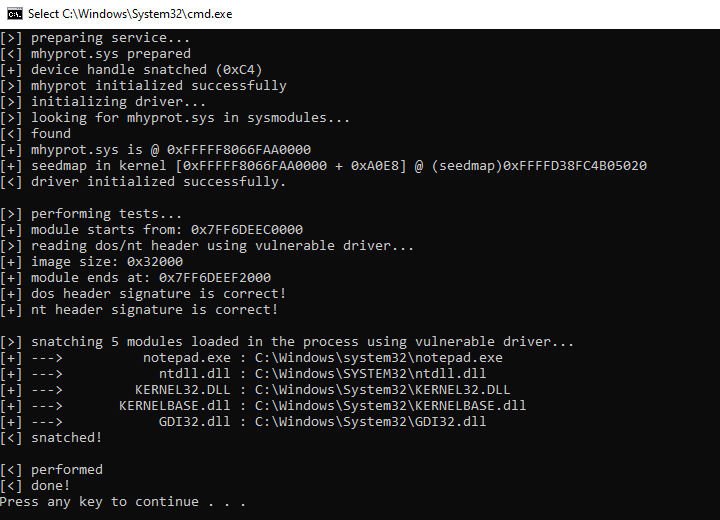 Select C:\Windows\System32\cmd.exe
[>] preparing service...
[<] mhyprot.sys prepared
[+] device handle snatched (0xC4)
[>] mhyprot initialized successfully
[>] initializing driver...
[>] looking for mhyprot.sys in sysmodules...
[<] found
[+] mhyprot.sys is @ 0xFFFFF8066FAA0000
[+] seedmap in kernel [0xFFFFF8066FAA0000 + 0xA0E8] @ (seedmap)0xFFFFD38FC4B05020
[<] driver initialized successfully.

[>] performing tests...
[+] module starts from: 0x7FF6DEEC0000
[>] reading dos/nt header using vulnerable driver...
[+] image size: 0x32000
[+] module ends at: 0x7FF6DEEF2000
[+] dos header signature is correct!
[+] nt header signature is correct!

[>] snatching 5 modules loaded in the process using vulnerable driver...
[+] --->          notepad.exe : C:\Windows\system32\notepad.exe
[+] --->            ntdll.dll : C:\Windows\SYSTEM32\ntdll.dll
[+] --->         KERNEL32.DLL : C:\Windows\System32\KERNEL32.DLL
[+] --->       KERNELBASE.dll : C:\Windows\System32\KERNELBASE.dll
[+] --->            GDI32.dll : C:\Windows\System32\GDI32.dll
[<] snatched!

[<] performed
[<] done!
Press any key to continue . . .